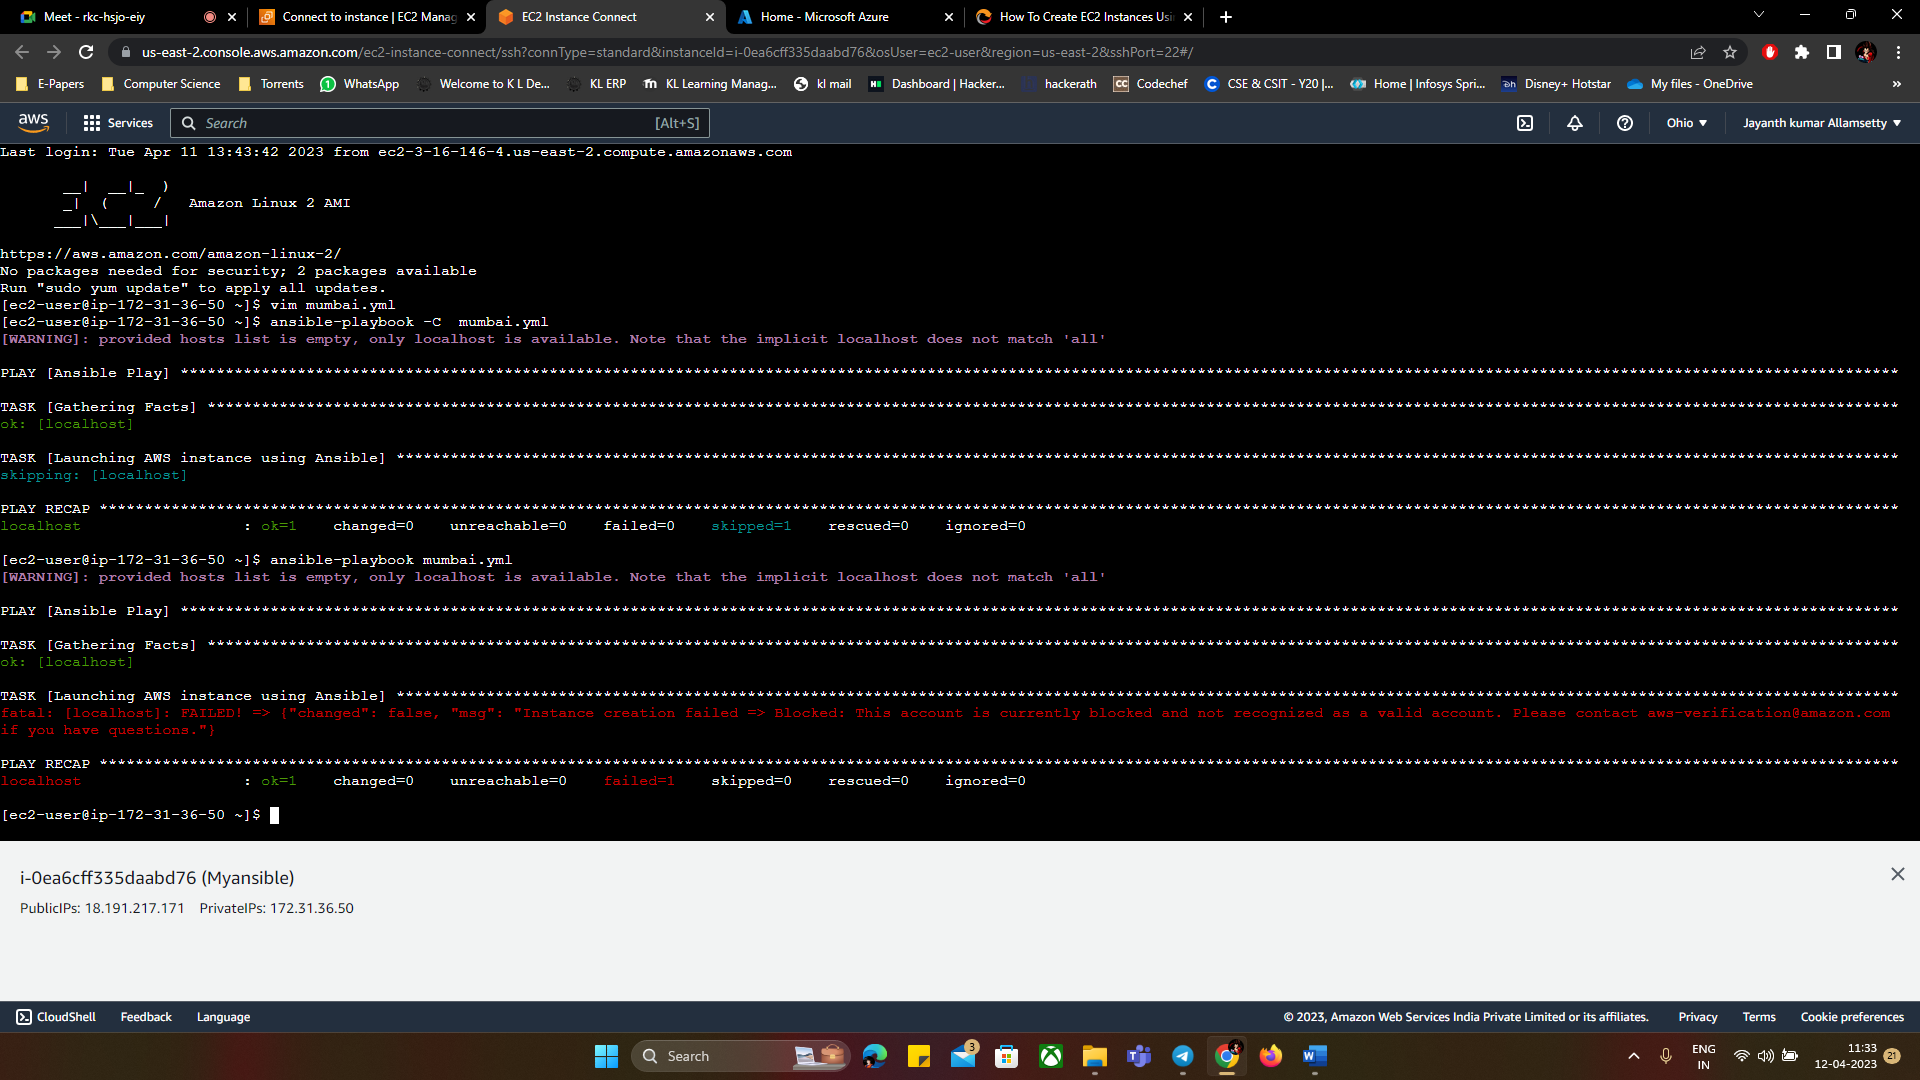 Meet - rkc-hsjo-eiy
Connect to instance | EC2 Manag
EC2 Instance Connect
Home - Microsoft Azure
How To Create EC2 Instances Usi
us-east-2.console.aws.amazon.com/ec2-instance-connect/ssh?connType=standard&instanceId=i-0ea6cff335daabd76&osUser=ec2-user&region=us-east-2&sshPort=22#/
E-Papers
Computer Science
Torrents
WhatsApp
Welcome to K L De...
KL ERP
KL Learning Manag...
kl mail
Dashboard | Hacker...
hackerath
CC Codechef
CSE & CSIT - Y20 |...
Home | Infosys Spri...
Disney+ Hotstar
My files - OneDrive
»
aws
Services
Search
[Alt+S]
Ohio
Jayanth kumar Allamsetty
Last login: Tue Apr 11 13:43:42 2023 from ec2-3-16-146-4.us-east-2.compute.amazonaws.com
__|  __|_  )
_|  (     /   Amazon Linux 2 AMI
___|\___|___|
https://aws.amazon.com/amazon-linux-2/
No packages needed for security; 2 packages available
Run "sudo yum update" to apply all updates.
[ec2-user@ip-172-31-36-50 ~]$ vim mumbai.yml
[ec2-user@ip-172-31-36-50 ~]$ ansible-playbook -C  mumbai.yml
[WARNING]: provided hosts list is empty, only localhost is available. Note that the implicit localhost does not match 'all'
PLAY [Ansible Play] ***********************************************************************************************************************************************************************************************
TASK [Gathering Facts] ********************************************************************************************************************************************************************************************
ok: [localhost]
TASK [Launching AWS instance using Ansible] ***********************************************************************************************************************************************************************
skipping: [localhost]
PLAY RECAP ********************************************************************************************************************************************************************************************************
localhost                  : ok=1    changed=0    unreachable=0    failed=0    skipped=1    rescued=0    ignored=0
[ec2-user@ip-172-31-36-50 ~]$ ansible-playbook mumbai.yml
[WARNING]: provided hosts list is empty, only localhost is available. Note that the implicit localhost does not match 'all'
PLAY [Ansible Play] ***********************************************************************************************************************************************************************************************
TASK [Gathering Facts] ********************************************************************************************************************************************************************************************
ok: [localhost]
TASK [Launching AWS instance using Ansible] ***********************************************************************************************************************************************************************
fatal: [localhost]: FAILED! => {"changed": false, "msg": "Instance creation failed => Blocked: This account is currently blocked and not recognized as a valid account. Please contact aws-verification@amazon.com
if you have questions."}
PLAY RECAP ********************************************************************************************************************************************************************************************************
localhost                  : ok=1    changed=0    unreachable=0    failed=1    skipped=0    rescued=0    ignored=0
[ec2-user@ip-172-31-36-50 ~]$
i-0ea6cff335daabd76 (Myansible)
PublicIPs: 18.191.217.171    PrivateIPs: 172.31.36.50
CloudShell
Feedback
Language
© 2023, Amazon Web Services India Private Limited or its affiliates.
Privacy
Terms
Cookie preferences
Search
3
ENG
IN
11:33
12-04-2023
21